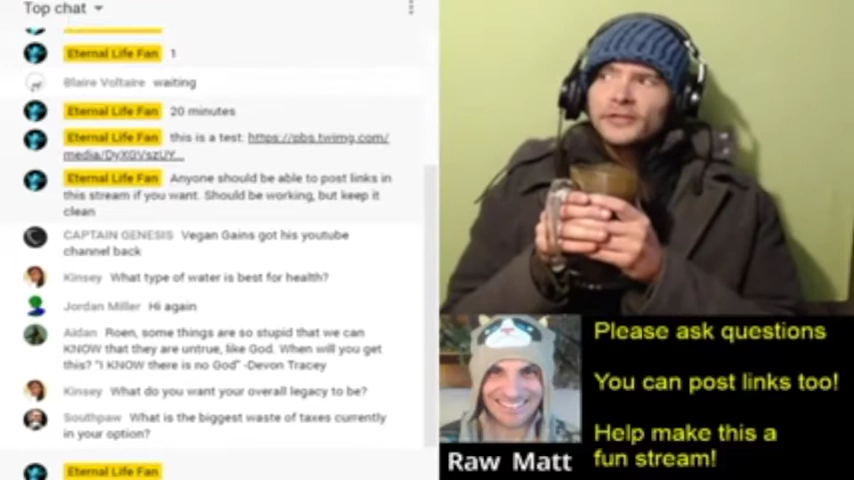 Top chat
Eternal Life Fan 1
Blaire Voltaire waiting
Eternal Life Fan 20 minutes
Eternal Life Fan this is a test: https://pbs.twimg.com/
media/DyXGVszUY...
Eternal Life Fan Anyone should be able to post links in
this stream if you want. Should be working, but keep it
clean
CAPTAIN GENESIS Vegan Gains got his youtube
channel back
Kinsey What type of water is best for health?
Jordan Miller Hi again
Aidan Roen, some things are so stupid that we can
KNOW that they are untrue, like God. When will you get
this? "I KNOW there is no God" -Devon Tracey
Kinsey What do you want your overall legacy to be?
Southpaw What is the biggest waste of taxes currently
in your option?
Eternal Life Fan
Please ask questions
You can post links too!
Help make this a
fun stream!
Raw Matt